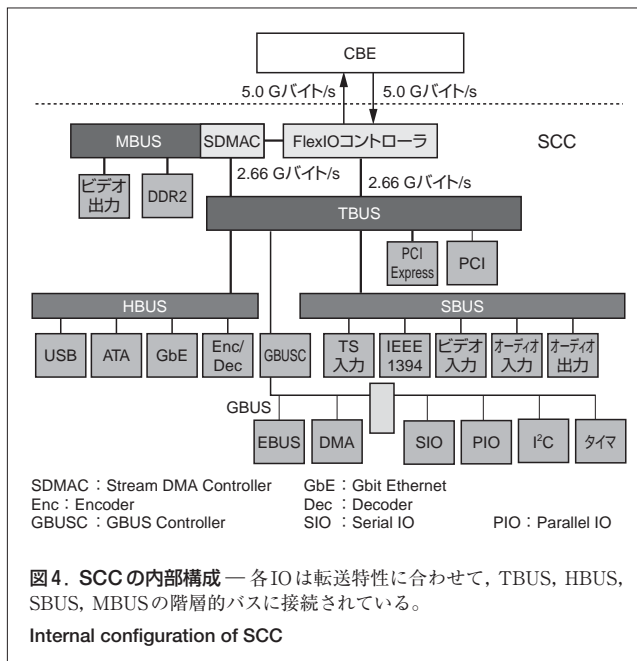 CBE
5.0 Gバイト/s
5.0 Gバイト/s
MBUS
SDMAC
FlexIOコントローラ
SCC
ビデオ
出力
DDR2
2.66 Gバイト/s
2.66 Gバイト/s
TBUS
PCI
Express
PCI
HBUS
SBUS
USB
ATA
GbE
Enc/
Dec
GBUSC
TS
入力
IEEE
1394
ビデオ
入力
オーディオ
入力
オーディオ
出力
GBUS
EBUS
DMA
SIO
PIO
I²C
タイマ
SDMAC：Stream DMA Controller GbE：Gbit Ethernet
Enc：Encoder Dec：Decoder
GBUSC：GBUS Controller SIO：Serial IO PIO：Parallel IO
図4. SCCの内部構成 — 各IOは転送特性に合わせて，TBUS，HBUS，
SBUS，MBUSの階層的バスに接続されている。
Internal configuration of SCC